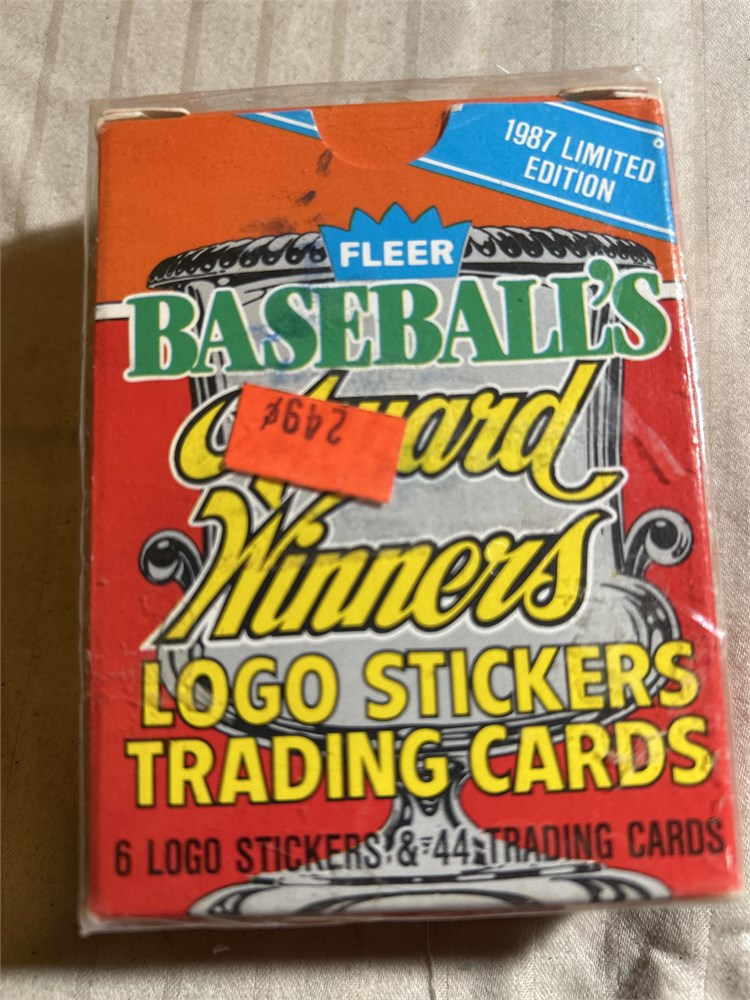 1987 LIMITED
EDITION
FLEER
BASEBALL'S
Award
249¢
Winners
LOGO STICKERS
TRADING CARDS
6 LOGO STICKERS & 44 TRADING CARDS